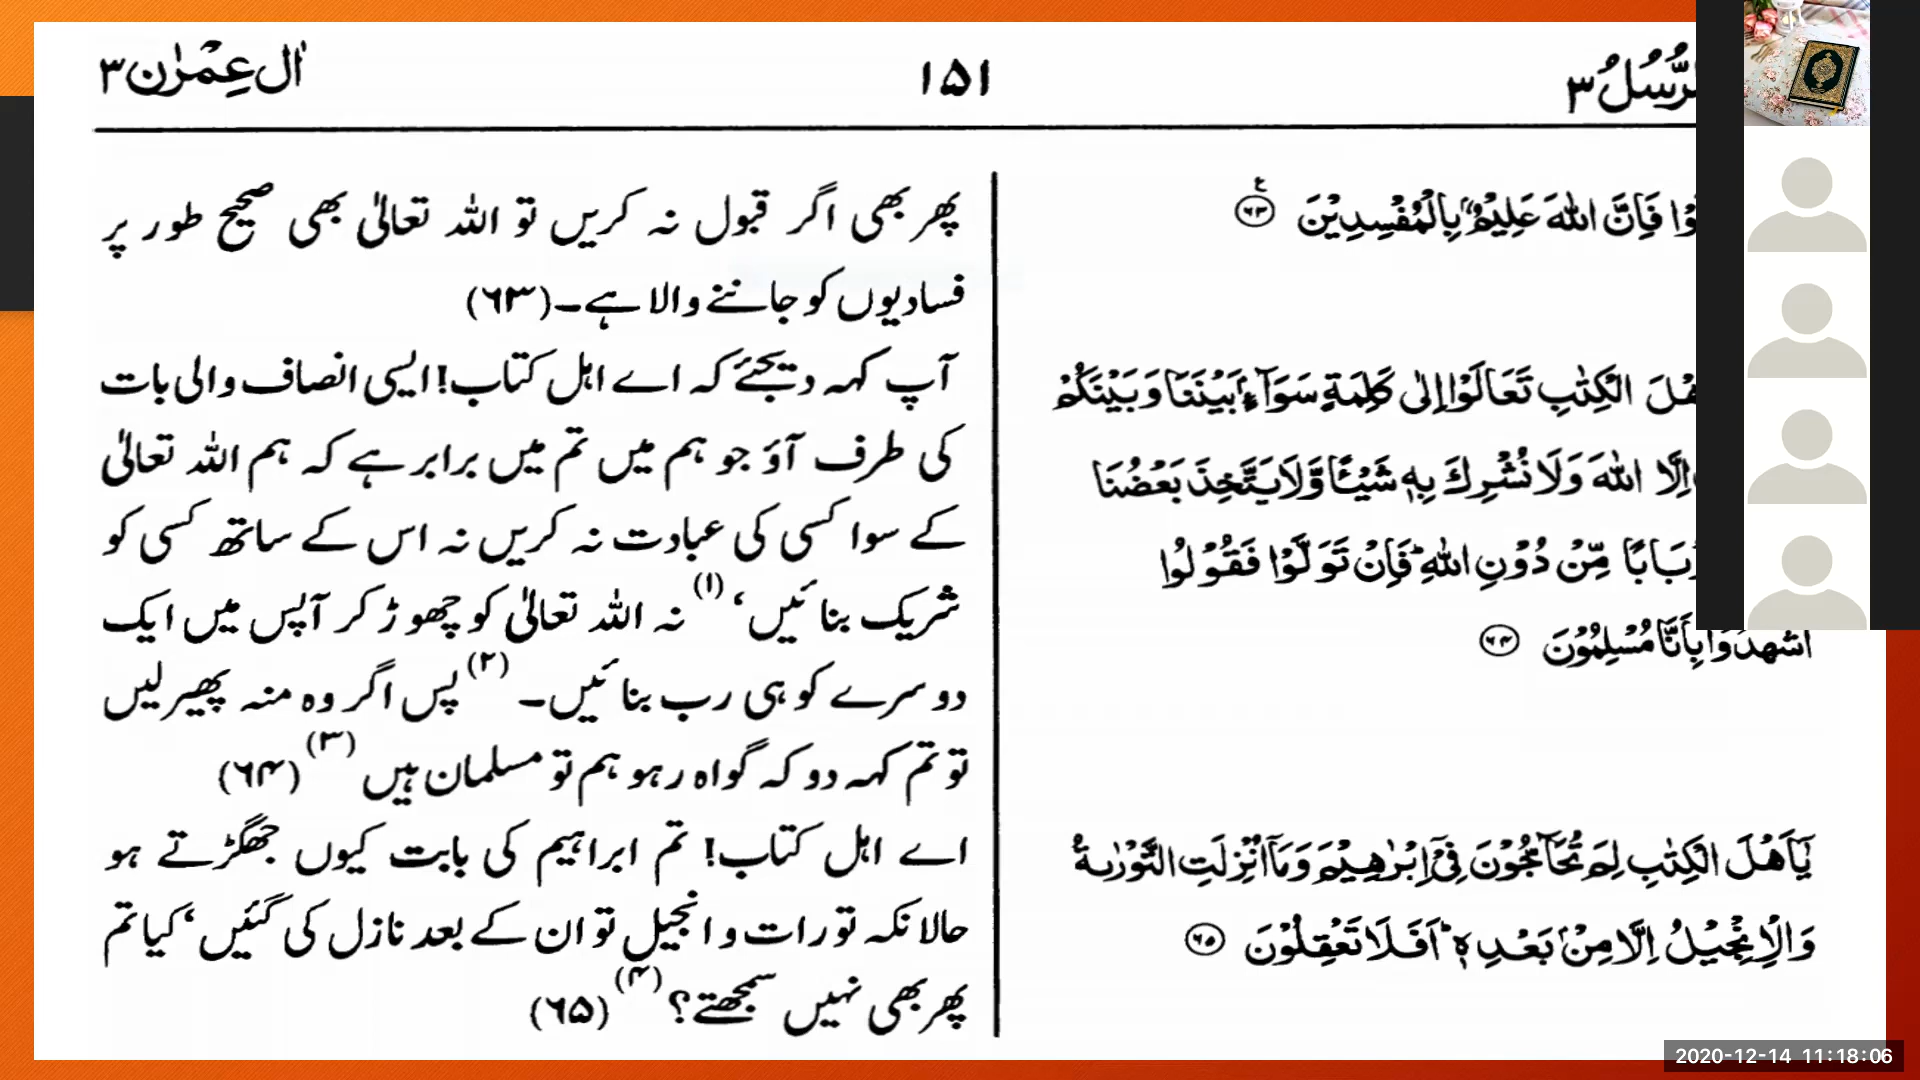 اٰل عِمْرٰن ۳
۱۵۱
الرُّسُلُ ۳
فَاِنَّ اللهَ عَلِيْمٌۢ بِالْمُفْسِدِيْنَ ۶۳
الْكِتٰبِ تَعَالَوْا اِلٰى كَلِمَةٍ سَوَآءٍۢ بَيْنَنَا وَبَيْنَكُمْ
اِلَّا اللهَ وَلَا نُشْرِكَ بِهٖ شَيْـًٔا وَّلَا يَتَّخِذَ بَعْضُنَا
مِّنْ دُوْنِ اللهِ ۭ فَاِنْ تَوَلَّوْا فَقُوْلُوا
اشْهَدُوْا بِاَنَّا مُسْلِمُوْنَ ۶۴
يٰٓاَهْلَ الْكِتٰبِ لِمَ تُحَآجُّوْنَ فِيْٓ اِبْرٰهِيْمَ وَمَآ اُنْزِلَتِ التَّوْرٰىةُ
وَالْاِنْجِيْلُ اِلَّا مِنْۢ بَعْدِهٖ ۭ اَفَلَا تَعْقِلُوْنَ ۶۵
پھر بھی اگر قبول نہ کریں تو اللہ تعالیٰ بھی صحیح طور پر
فسادیوں کو جاننے والا ہے۔ (۶۳)
آپ کہہ دیجئے کہ اے اہل کتاب! ایسی انصاف والی بات
کی طرف آؤ جو ہم میں تم میں برابر ہے کہ ہم اللہ تعالیٰ
کے سوا کسی کی عبادت نہ کریں نہ اس کے ساتھ کسی کو
شریک بنائیں‘ (۱) نہ اللہ تعالیٰ کو چھوڑ کر آپس میں ایک
دوسرے کو ہی رب بنائیں۔ (۲) پس اگر وہ منہ پھیر لیں
تو تم کہہ دو کہ گواہ رہو ہم تو مسلمان ہیں (۳) (۶۴)
اے اہل کتاب! تم ابراہیم کی بابت کیوں جھگڑتے ہو
حالانکہ تورات و انجیل تو ان کے بعد نازل کی گئیں‘ کیا تم
پھر بھی نہیں سمجھتے؟ (۴) (۶۵)
2020-12-14 11:18:06